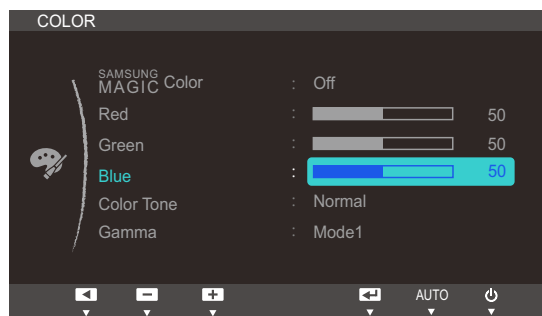 COLOR
SAMSUNG MAGIC Color : Off
Red : 50
Green : 50
Blue : 50
Color Tone : Normal
Gamma : Mode1
AUTO